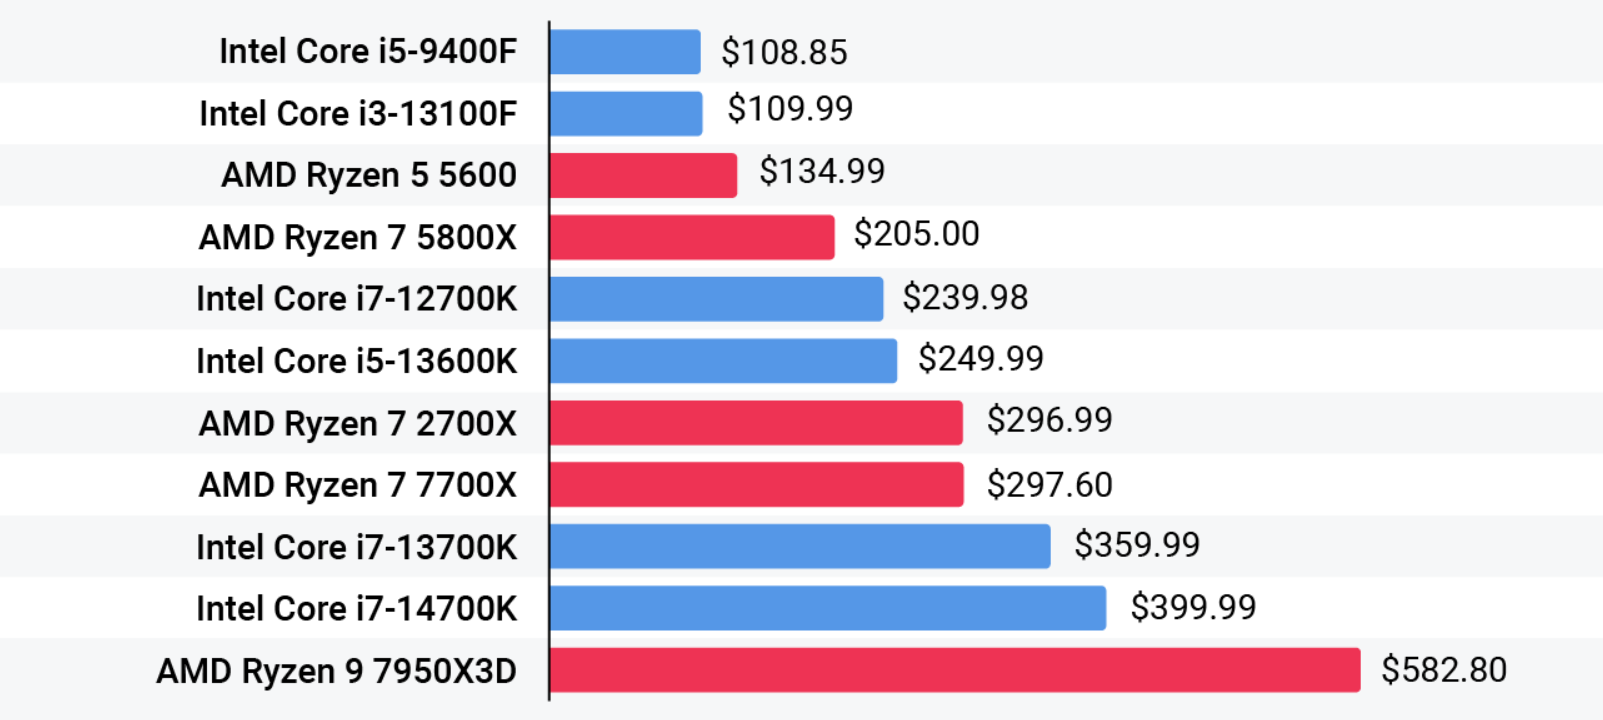 Intel Core i5-9400F $108.85
Intel Core i3-13100F $109.99
AMD Ryzen 5 5600 $134.99
AMD Ryzen 7 5800X $205.00
Intel Core i7-12700K $239.98
Intel Core i5-13600K $249.99
AMD Ryzen 7 2700X $296.99
AMD Ryzen 7 7700X $297.60
Intel Core i7-13700K $359.99
Intel Core i7-14700K $399.99
AMD Ryzen 9 7950X3D $582.80